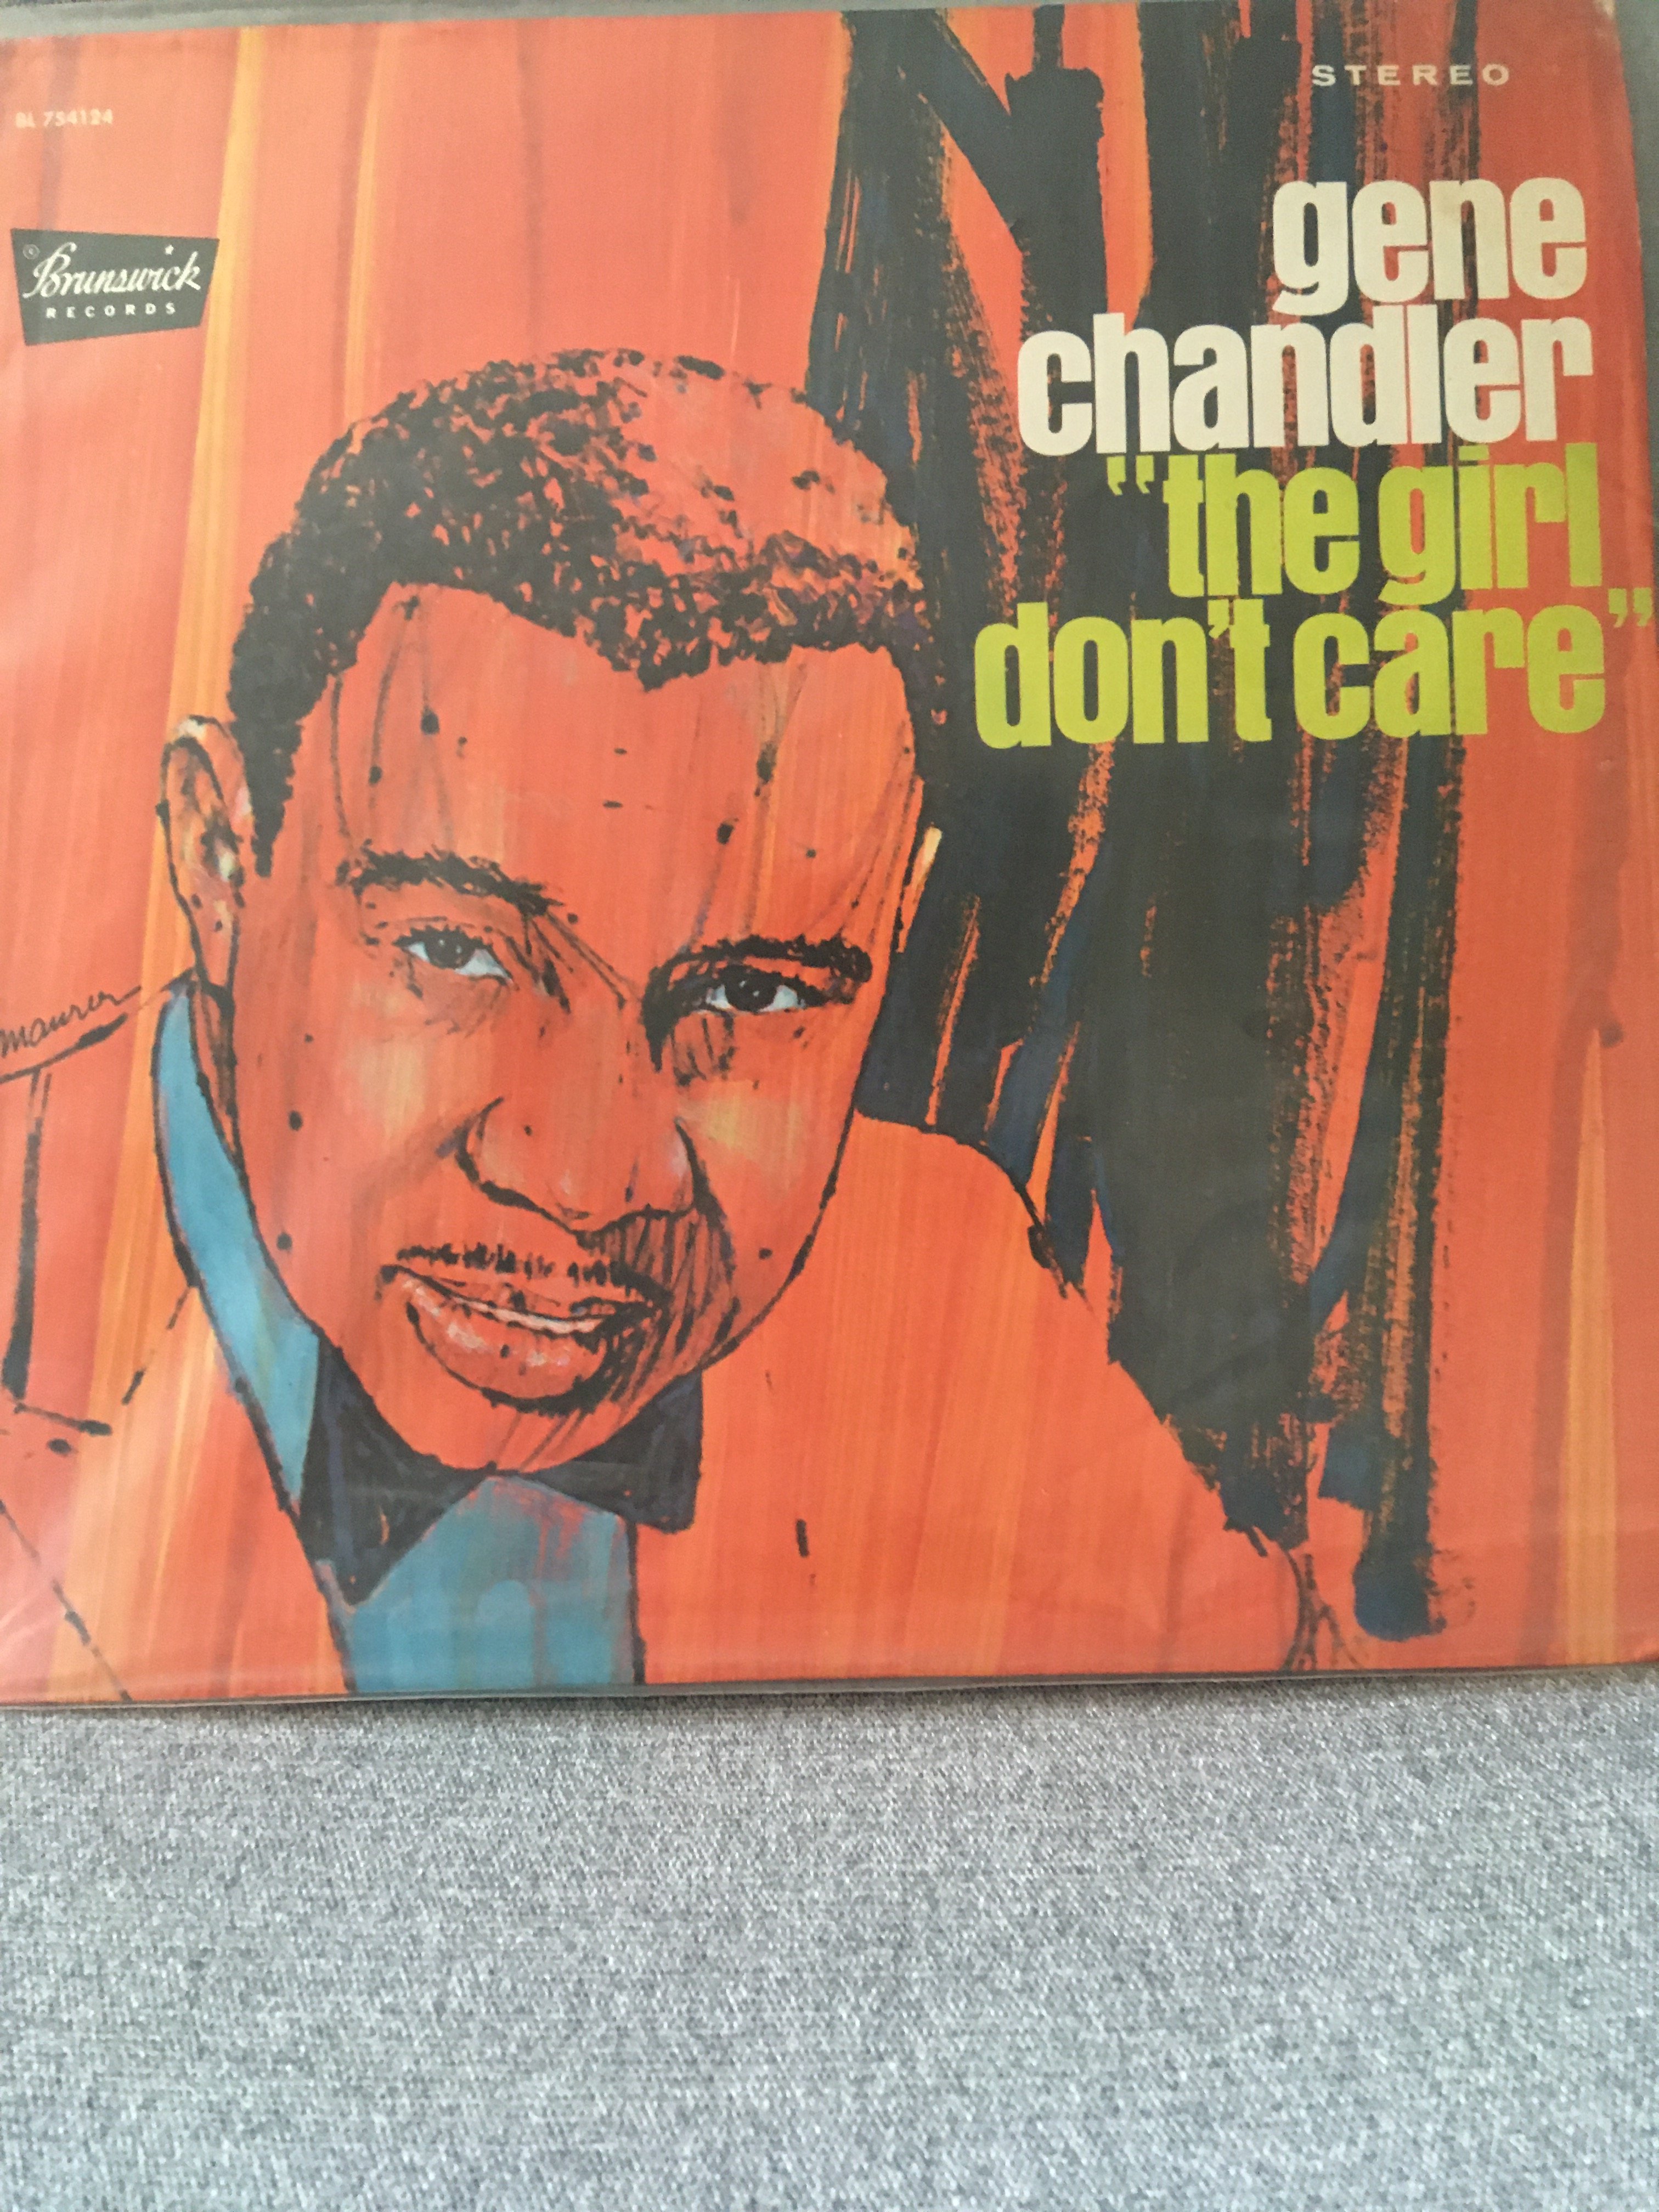 STEREO
BL 754124
Brunswick
RECORDS
gene
chandler
"the girl
don't care"
maurer